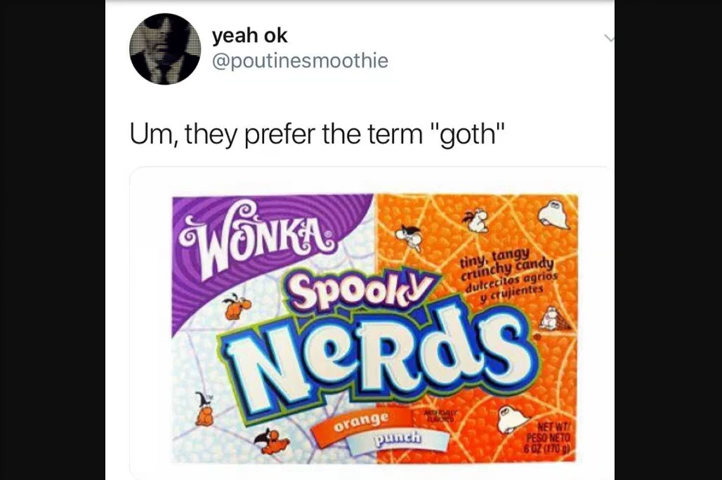 yeah ok
@poutinesmoothie
Um, they prefer the term "goth"
WONKA
Spooky
NeRdS
tiny, tangy
crunchy candy
dulcecitos agrios
y crujientes
orange
punch
NET WT/
PESO NETO
6 OZ (170 g)